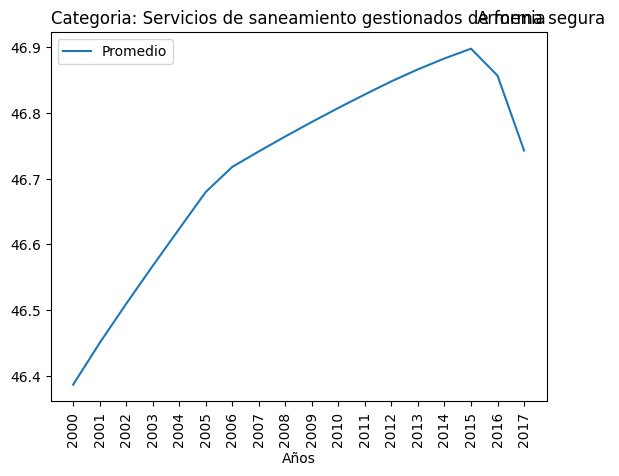 Categoria: Servicios de saneamiento gestionados de forma segura
Armenia
Promedio
46.9
46.8
46.7
46.6
46.5
46.4
2000 2001 2002 2003 2004 2005 2006 2007 2008 2009 2010 2011 2012 2013 2014 2015 2016 2017
Años